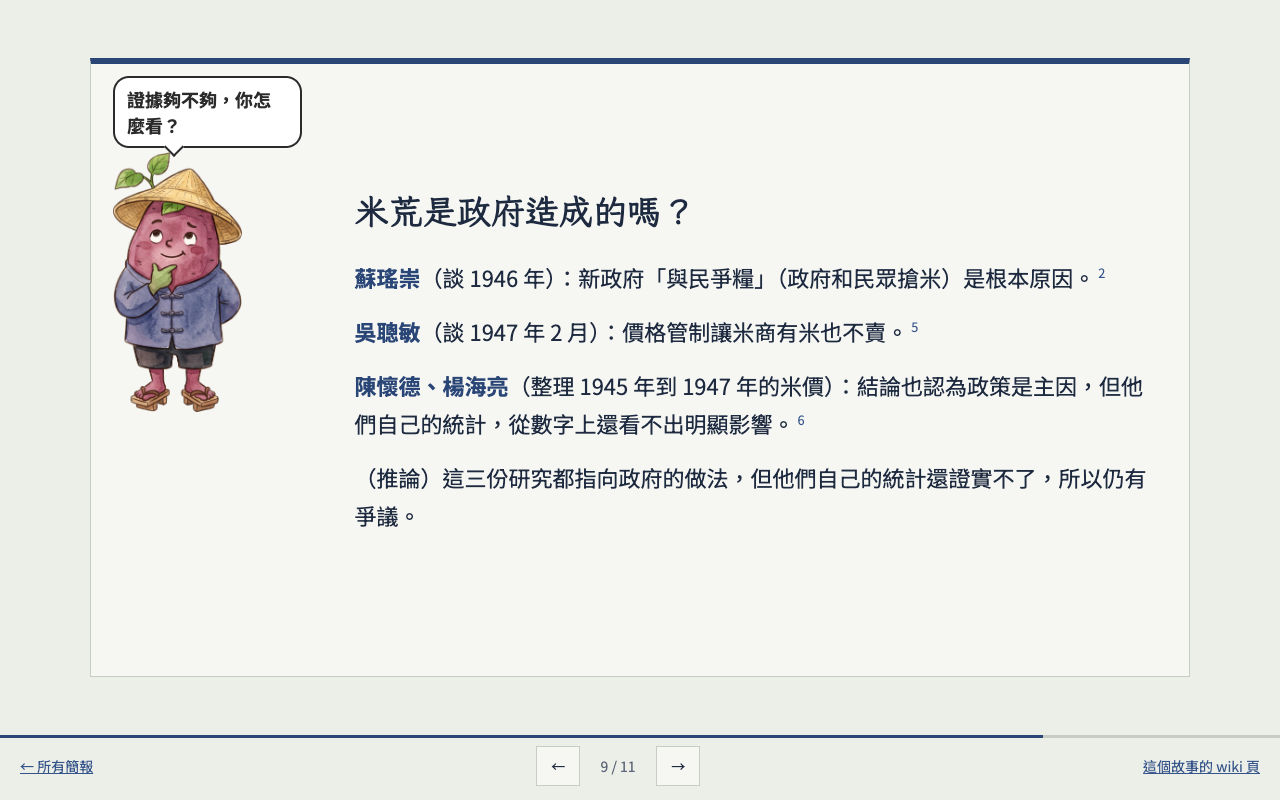 證據夠不夠，你怎
麼看？
米荒是政府造成的嗎？
蘇瑤崇（談 1946 年）：新政府「與民爭糧」（政府和民眾搶米）是根本原因。2
吳聰敏（談 1947 年 2 月）：價格管制讓米商有米也不賣。5
陳懷德、楊海亮（整理 1945 年到 1947 年的米價）：結論也認為政策是主因，但他
們自己的統計，從數字上還看不出明顯影響。6
（推論）這三份研究都指向政府的做法，但他們自己的統計還證實不了，所以仍有
爭議。
← 所有簡報
←
9 / 11
→
這個故事的 wiki 頁